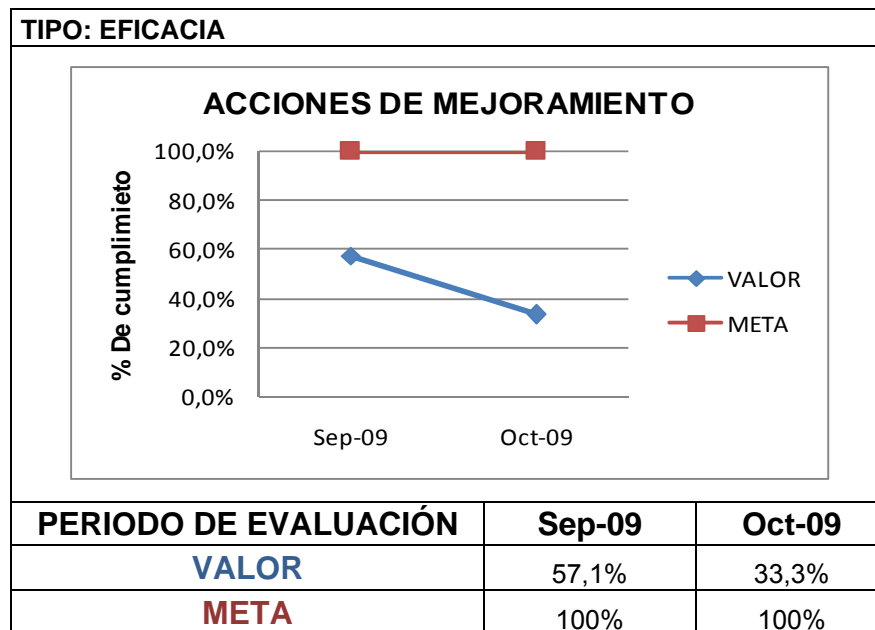 TIPO: EFICACIA
ACCIONES DE MEJORAMIENTO
% De cumplimieto
100,0%
80,0%
60,0%
40,0%
20,0%
0,0%
Sep-09 Oct-09
VALOR
META
PERIODO DE EVALUACIÓN Sep-09 Oct-09
VALOR 57,1% 33,3%
META 100% 100%